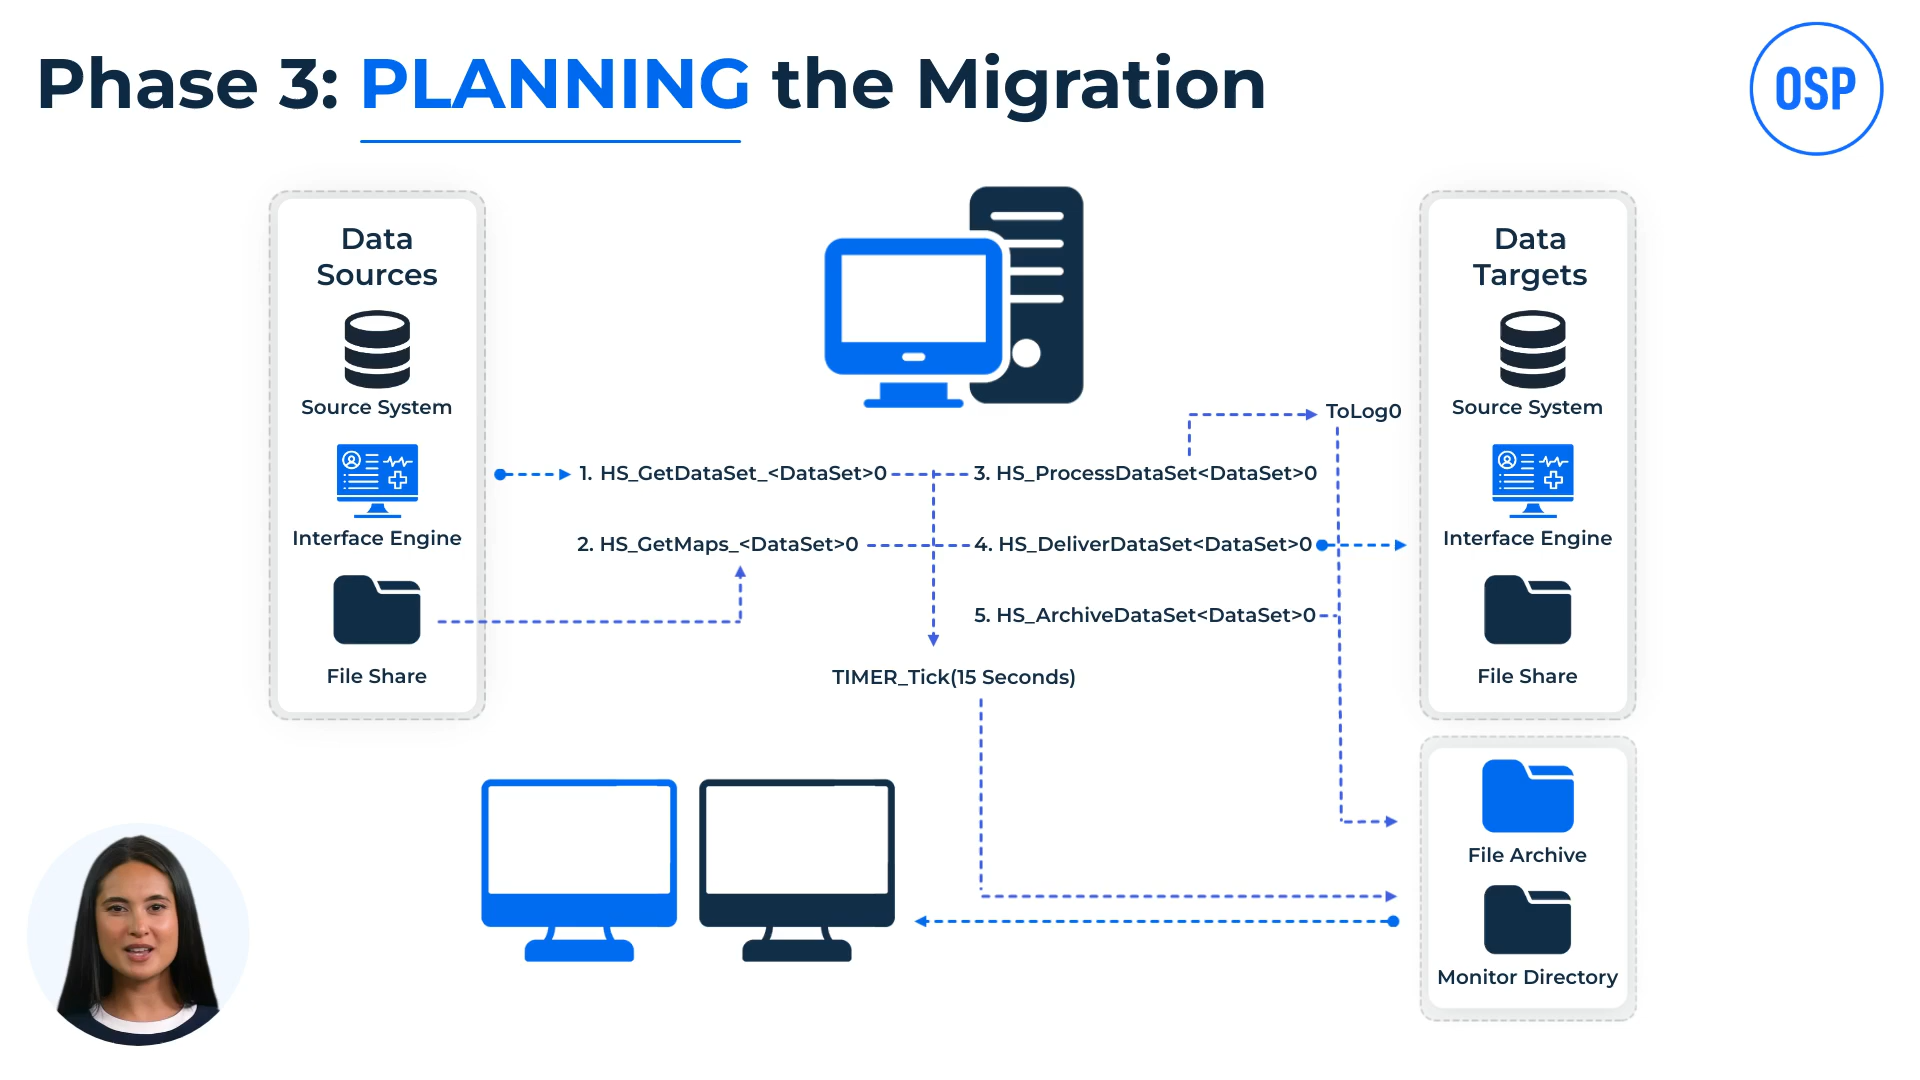 Phase 3: PLANNING the Migration
OSP
Data
Sources
Source System
Interface Engine
File Share
1. HS_GetDataSet_<DataSet>0
2. HS_GetMaps_<DataSet>0
3. HS_ProcessDataSet<DataSet>0
4. HS_DeliverDataSet<DataSet>0
5. HS_ArchiveDataSet<DataSet>0
ToLog0
TIMER_Tick(15 Seconds)
Data
Targets
Source System
Interface Engine
File Share
File Archive
Monitor Directory